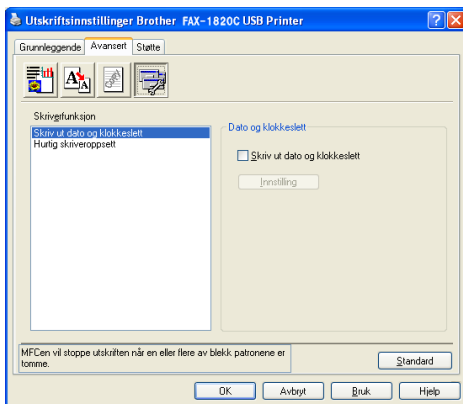 Utskriftsinnstillinger Brother FAX-1820C USB Printer
Grunnleggende Avansert Støtte
Skriverfunksjon
Skriv ut dato og klokkeslett
Hurtig skriveroppsett
Dato og klokkeslett
Skriv ut dato og klokkeslett
Innstilling
MFCen vil stoppe utskriften når en eller flere av blekk patronene er
tomme.
Standard
OK Avbryt Bruk Hjelp